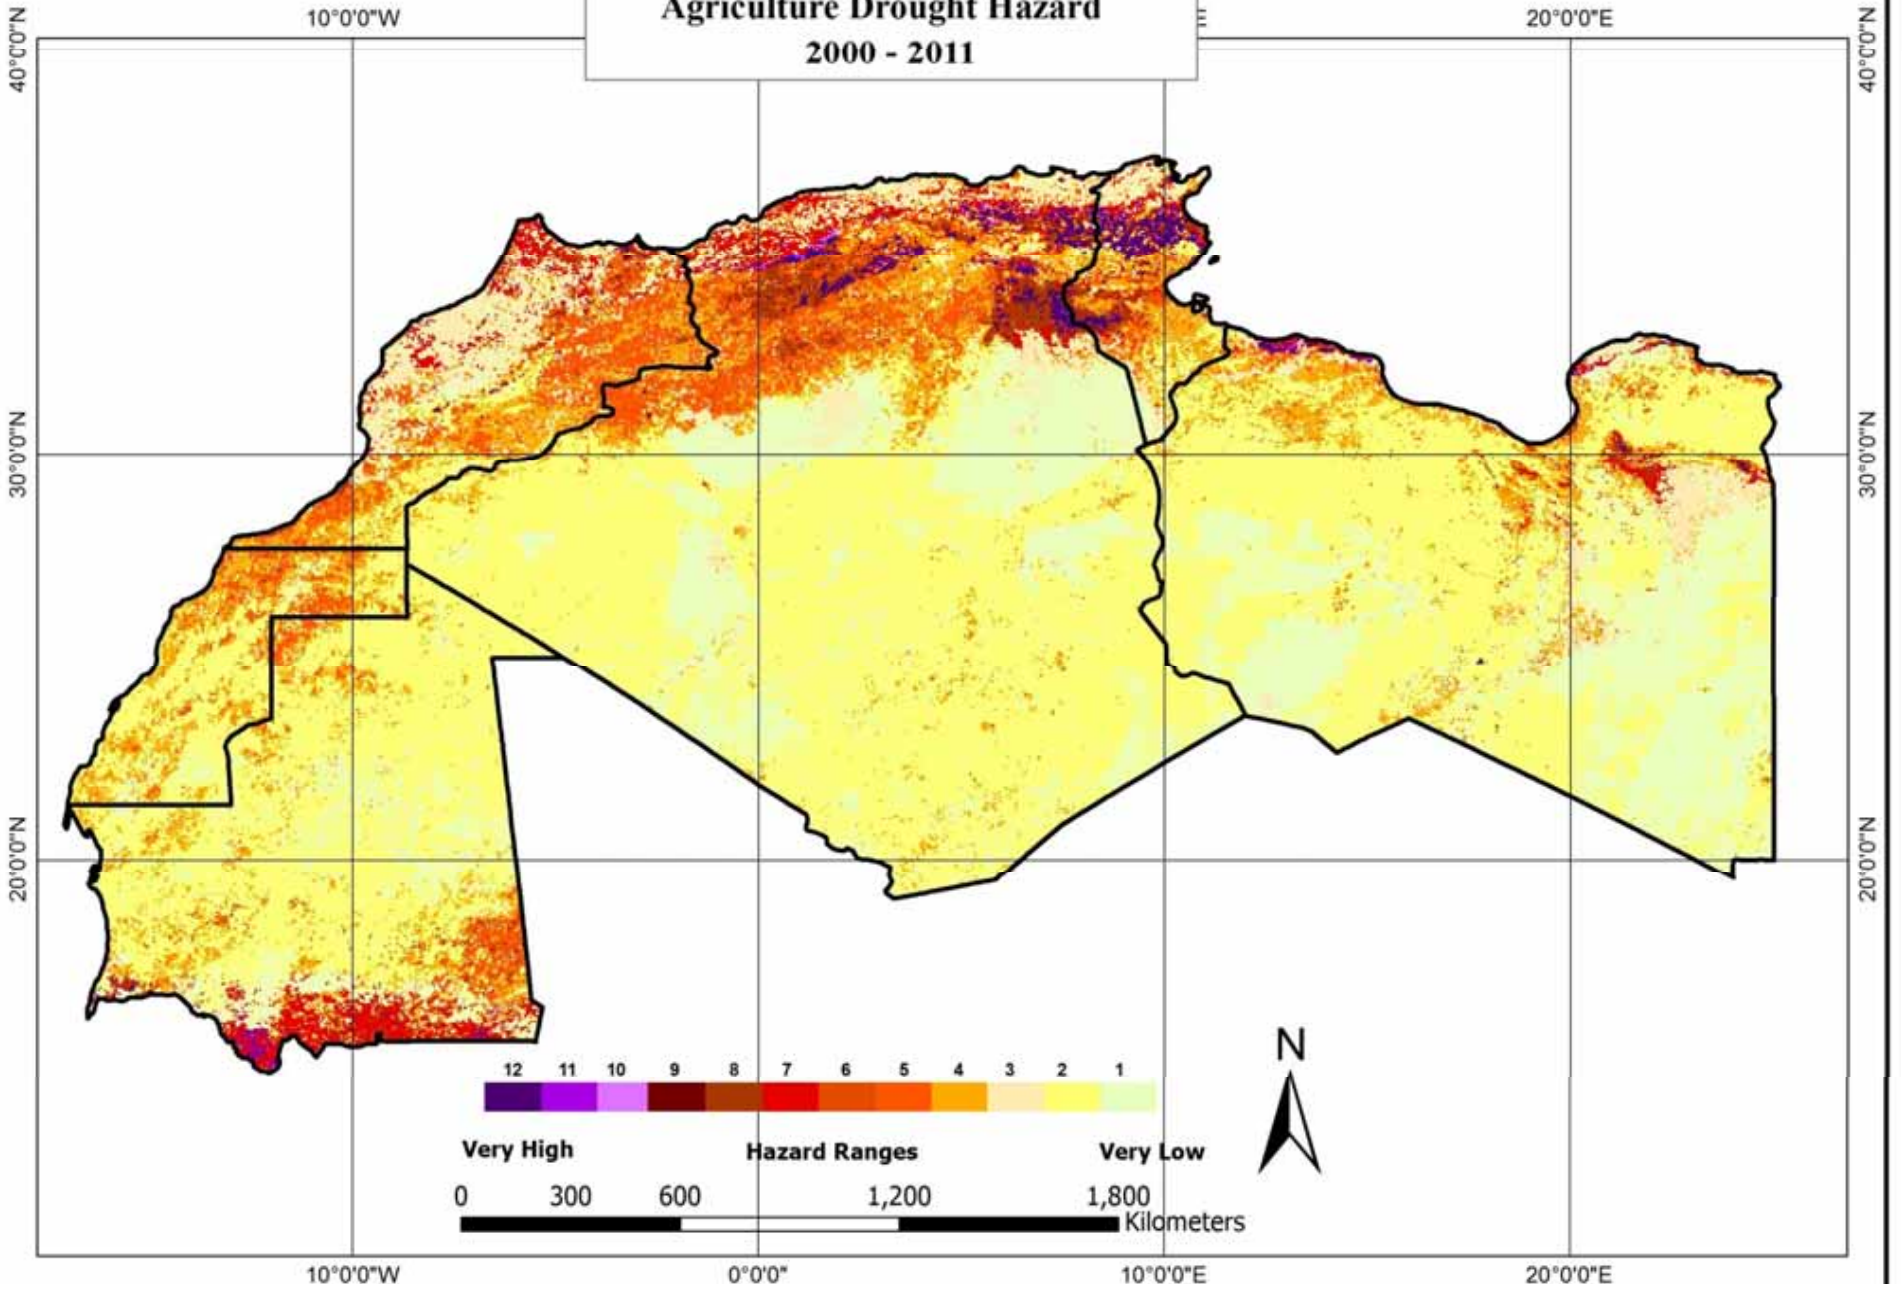 10°0'0"W
20°0'0"E
Agriculture Drought Hazard
2000 - 2011
40°0'0"N
40°0'0"N
30°0'0"N
30°0'0"N
20°0'0"N
20°0'0"N
N
12 11 10 9 8 7 6 5 4 3 2 1
Very High Hazard Ranges Very Low
0 300 600 1,200 1,800
Kilometers
10°0'0"W 0°0'0" 10°0'0"E 20°0'0"E